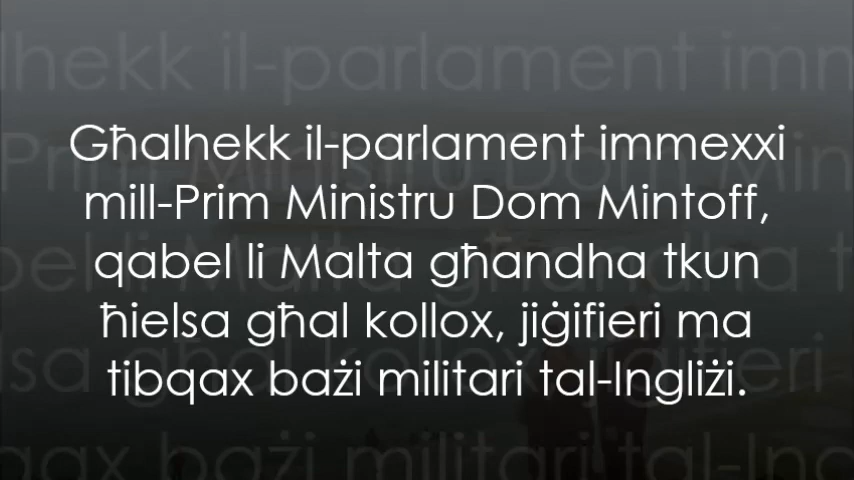 Għalhekk il-parlament immexxi
mill-Prim Ministru Dom Mintoff,
qabel li Malta għandha tkun
ħielsa għal kollox, jiġifieri ma
tibqax bażi militari tal-Ingliżi.